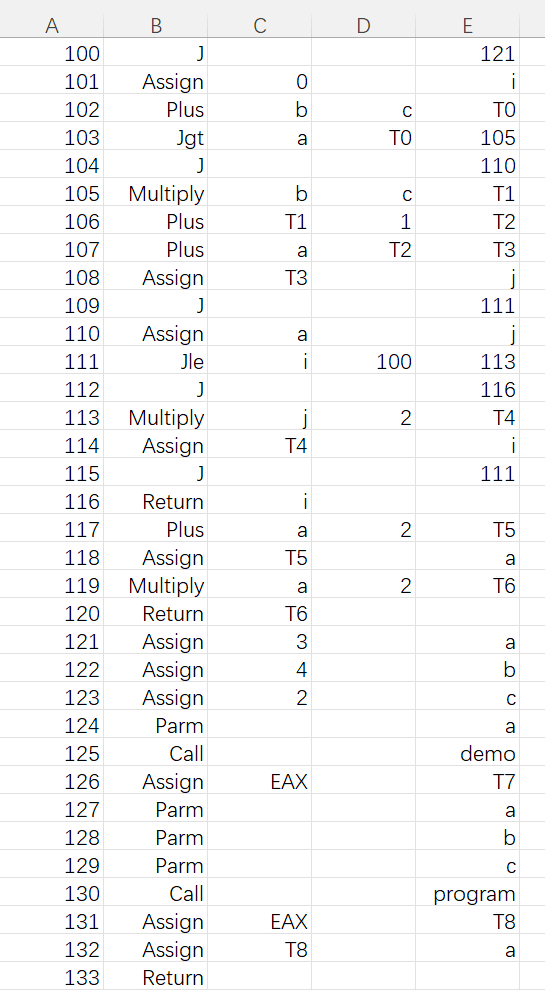 A B C D E
100 J 121
101 Assign 0 i
102 Plus b c T0
103 Jgt a T0 105
104 J 110
105 Multiply b c T1
106 Plus T1 1 T2
107 Plus a T2 T3
108 Assign T3 j
109 J 111
110 Assign a j
111 Jle i 100 113
112 J 116
113 Multiply j 2 T4
114 Assign T4 i
115 J 111
116 Return i
117 Plus a 2 T5
118 Assign T5 a
119 Multiply a 2 T6
120 Return T6
121 Assign 3 a
122 Assign 4 b
123 Assign 2 c
124 Parm a
125 Call demo
126 Assign EAX T7
127 Parm a
128 Parm b
129 Parm c
130 Call program
131 Assign EAX T8
132 Assign T8 a
133 Return